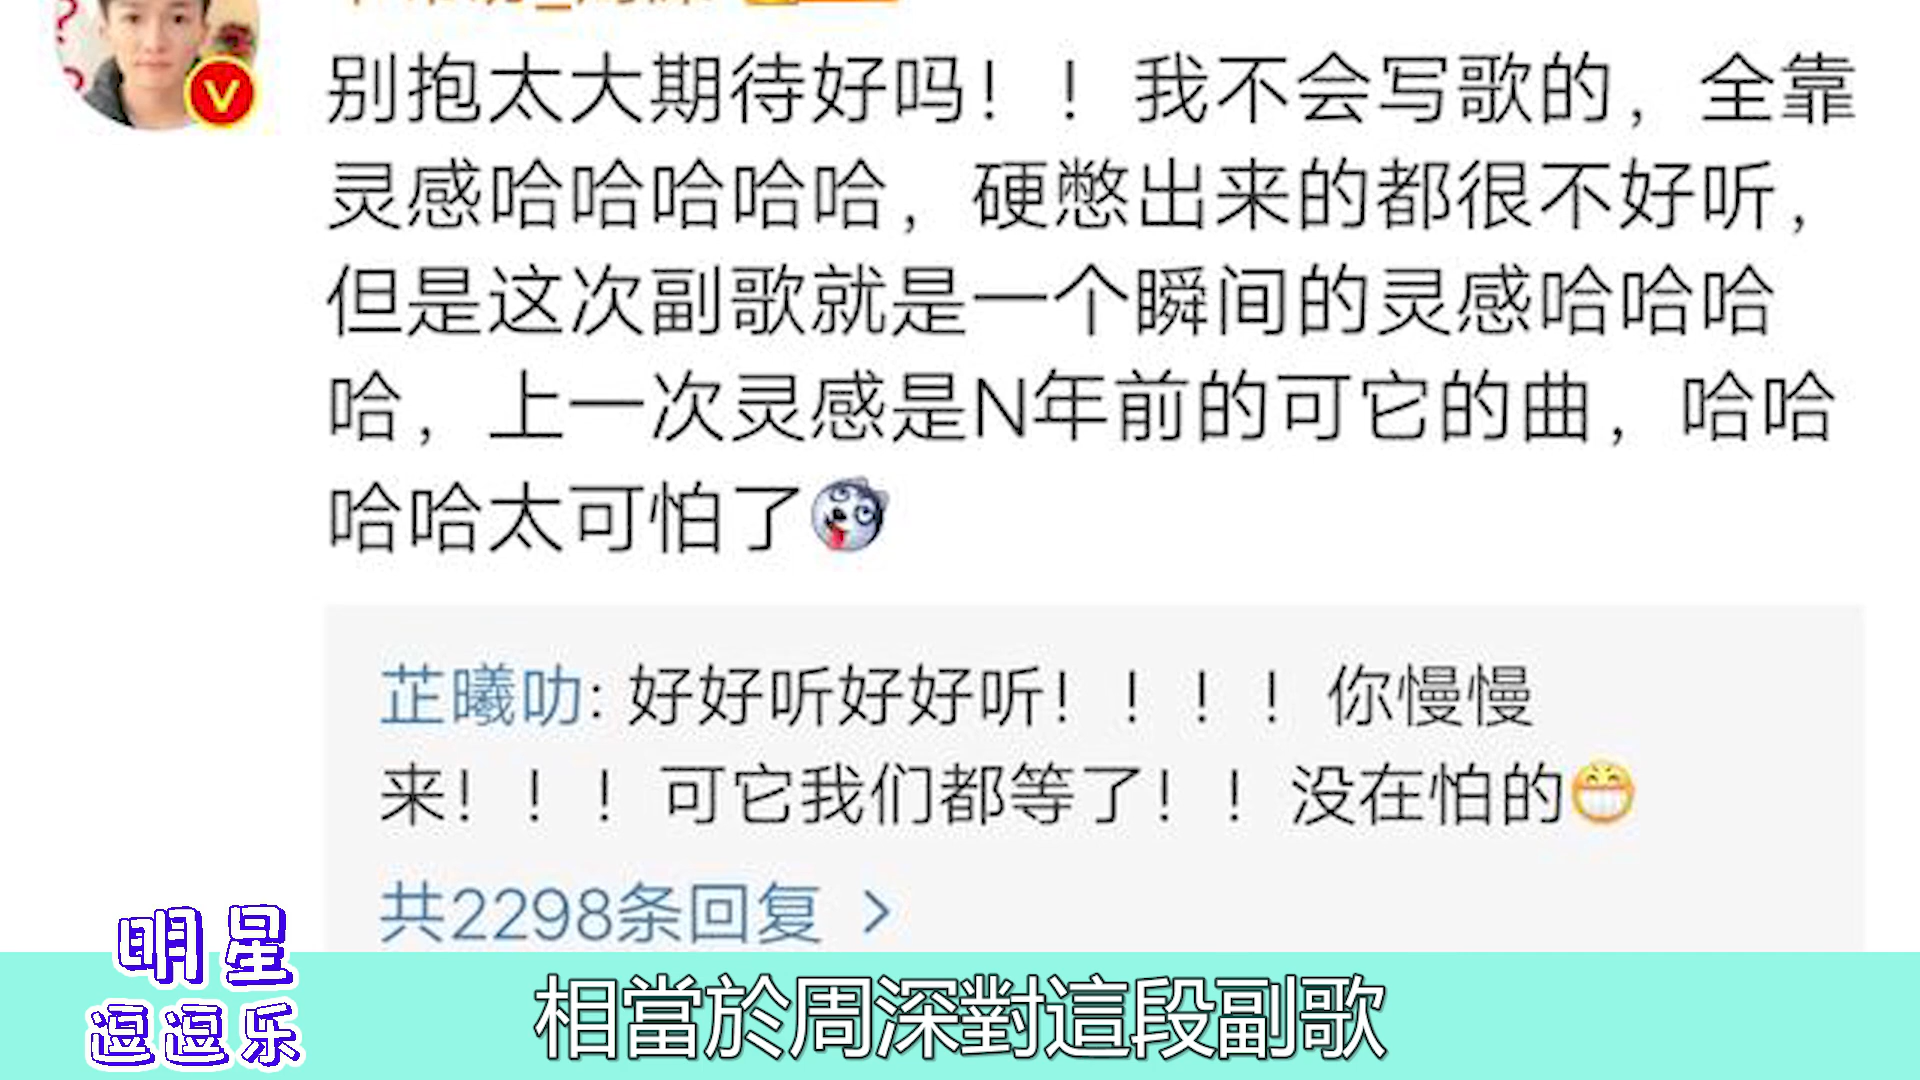 别抱太大期待好吗！！我不会写歌的，全靠
灵感哈哈哈哈哈，硬憋出来的都很不好听，
但是这次副歌就是一个瞬间的灵感哈哈哈
哈，上一次灵感是N年前的可它的曲，哈哈
哈哈太可怕了
芷曦叻: 好好听好好听！！！！你慢慢
来！！！可它我们都等了！！没在怕的
共2298条回复 >
明星
逗逗乐
相當於周深對這段副歌